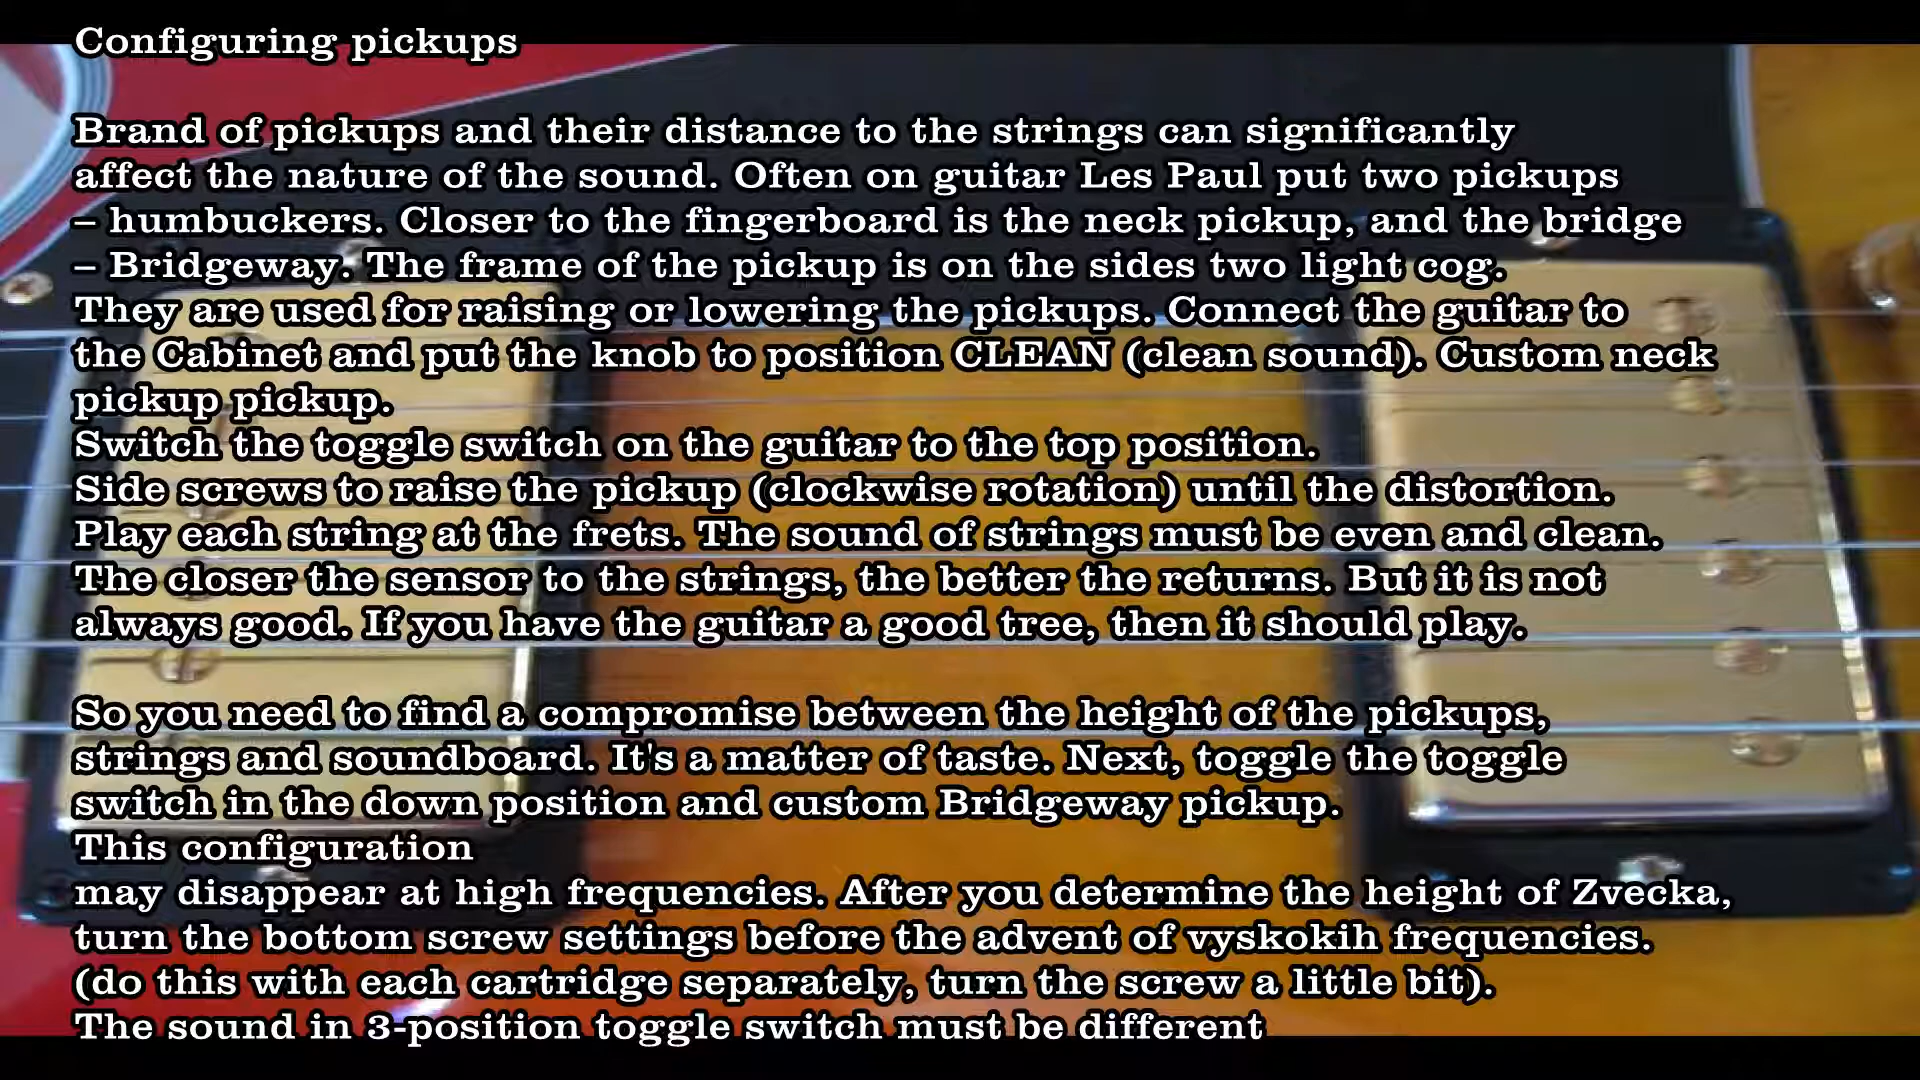 Configuring pickups
Brand of pickups and their distance to the strings can significantly
affect the nature of the sound. Often on guitar Les Paul put two pickups
– humbuckers. Closer to the fingerboard is the neck pickup, and the bridge
– Bridgeway. The frame of the pickup is on the sides two light cog.
They are used for raising or lowering the pickups. Connect the guitar to
the Cabinet and put the knob to position CLEAN (clean sound). Custom neck
pickup pickup.
Switch the toggle switch on the guitar to the top position.
Side screws to raise the pickup (clockwise rotation) until the distortion.
Play each string at the frets. The sound of strings must be even and clean.
The closer the sensor to the strings, the better the returns. But it is not
always good. If you have the guitar a good tree, then it should play.
So you need to find a compromise between the height of the pickups,
strings and soundboard. It's a matter of taste. Next, toggle the toggle
switch in the down position and custom Bridgeway pickup.
This configuration
may disappear at high frequencies. After you determine the height of Zvecka,
turn the bottom screw settings before the advent of vyskokih frequencies.
(do this with each cartridge separately, turn the screw a little bit).
The sound in 3-position toggle switch must be different